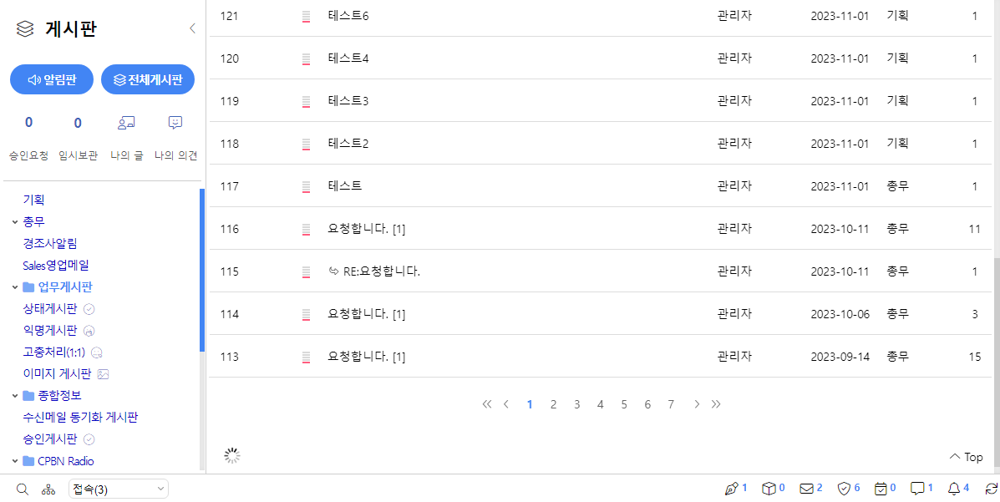 게시판
알림판 전체게시판
0 0
승인요청 임시보관 나의 글 나의 의견
기획
총무
경조사알림
Sales영업메일
업무게시판
상태게시판
익명게시판
고충처리(1:1)
이미지 게시판
종합정보
수신메일 동기화 게시판
승인게시판
CPBN Radio
121 테스트6 관리자 2023-11-01 기획 1
120 테스트4 관리자 2023-11-01 기획 1
119 테스트3 관리자 2023-11-01 기획 1
118 테스트2 관리자 2023-11-01 기획 1
117 테스트 관리자 2023-11-01 총무 1
116 요청합니다. [1] 관리자 2023-10-11 총무 11
115 RE:요청합니다. 관리자 2023-10-11 총무 1
114 요청합니다. [1] 관리자 2023-10-06 총무 3
113 요청합니다. [1] 관리자 2023-09-14 총무 15
1 2 3 4 5 6 7
Top
접속(3) 1 0 2 6 0 1 4